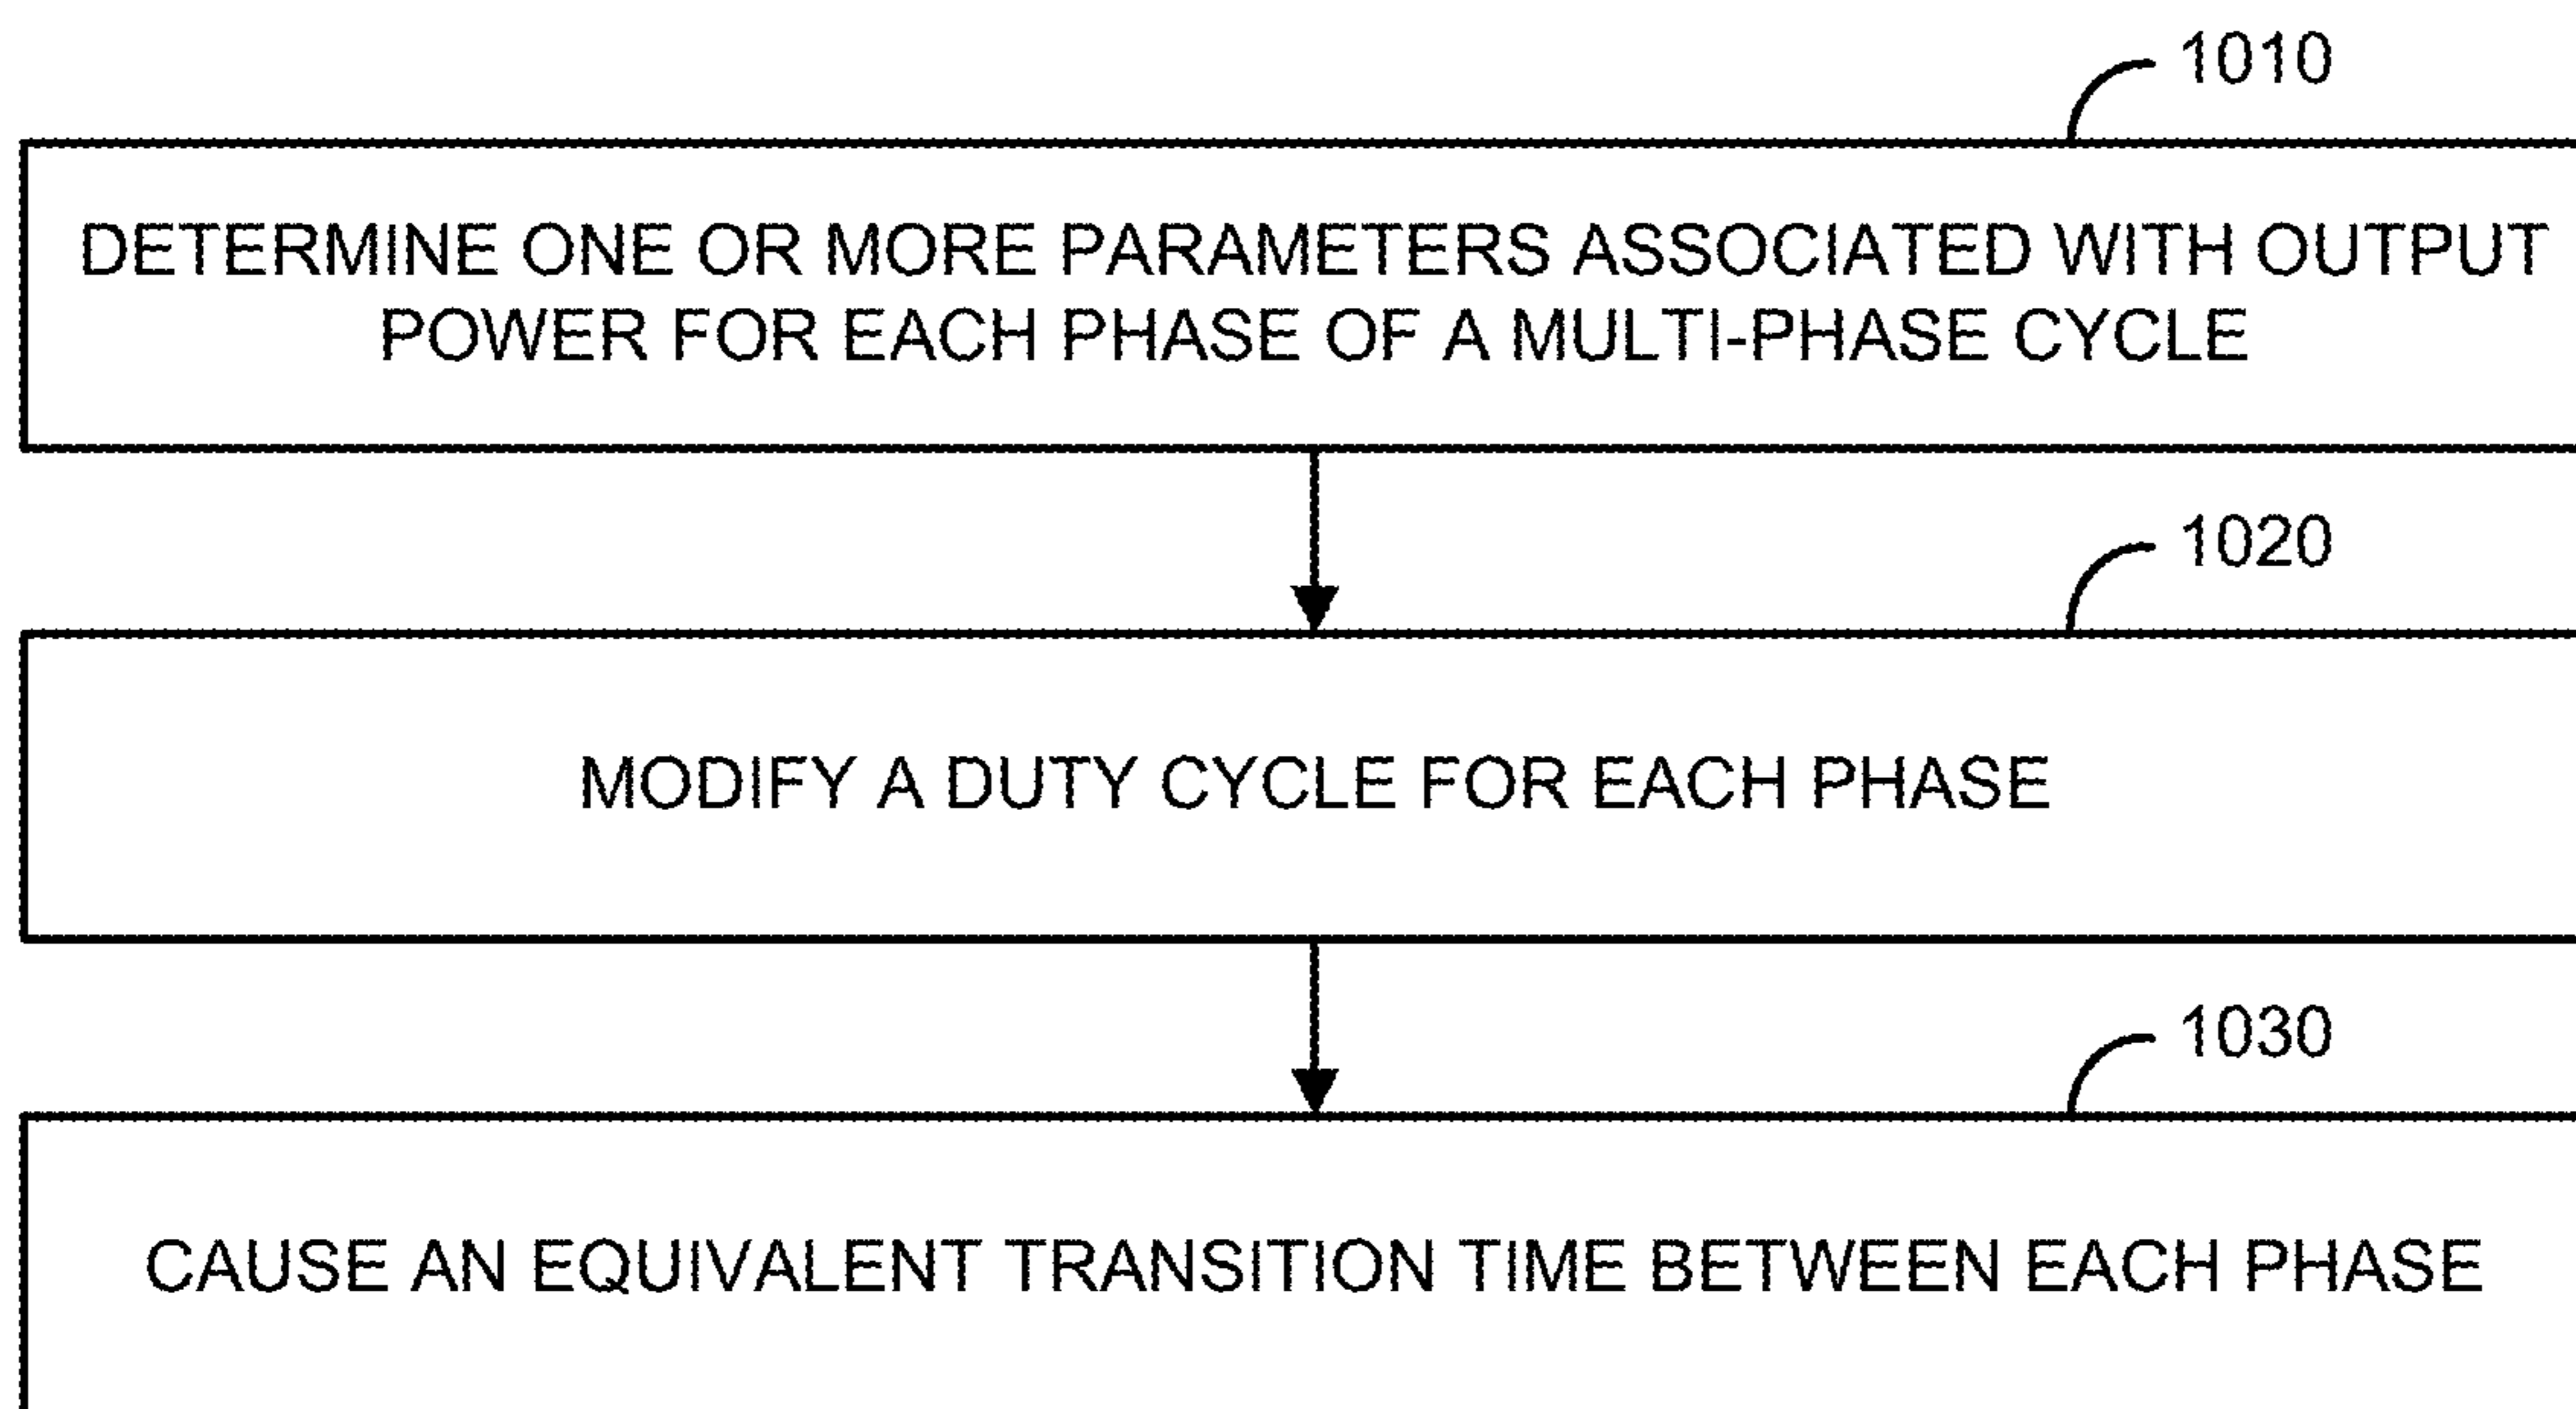 1010
DETERMINE ONE OR MORE PARAMETERS ASSOCIATED WITH OUTPUT
POWER FOR EACH PHASE OF A MULTI-PHASE CYCLE
1020
MODIFY A DUTY CYCLE FOR EACH PHASE
1030
CAUSE AN EQUIVALENT TRANSITION TIME BETWEEN EACH PHASE